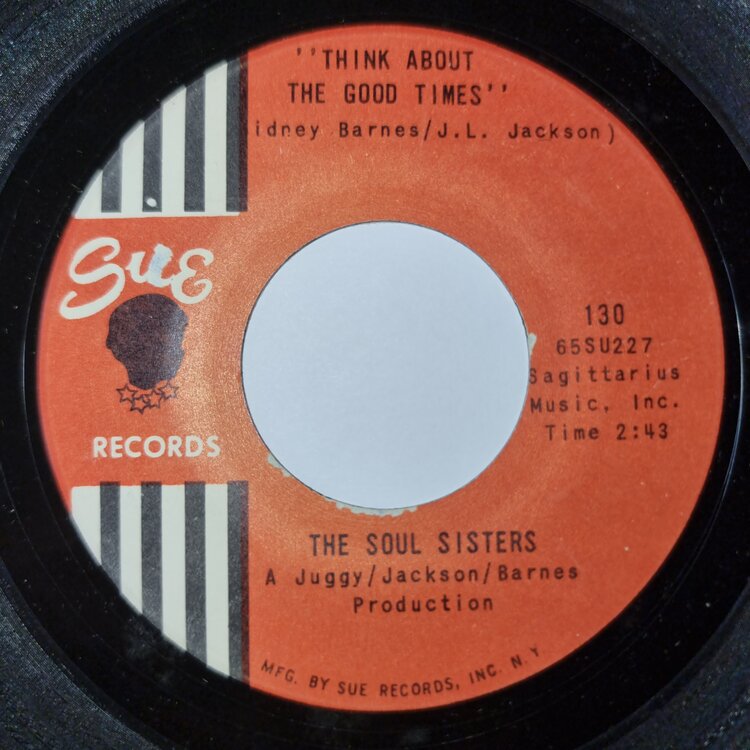 ''THINK ABOUT
THE GOOD TIMES''
idney Barnes/J.L. Jackson)
Sue
RECORDS
130
65SU227
Sagittarius
Music, Inc.
Time 2:43
THE SOUL SISTERS
A Juggy/Jackson/Barnes
Production
MFG. BY SUE RECORDS, INC. N.Y